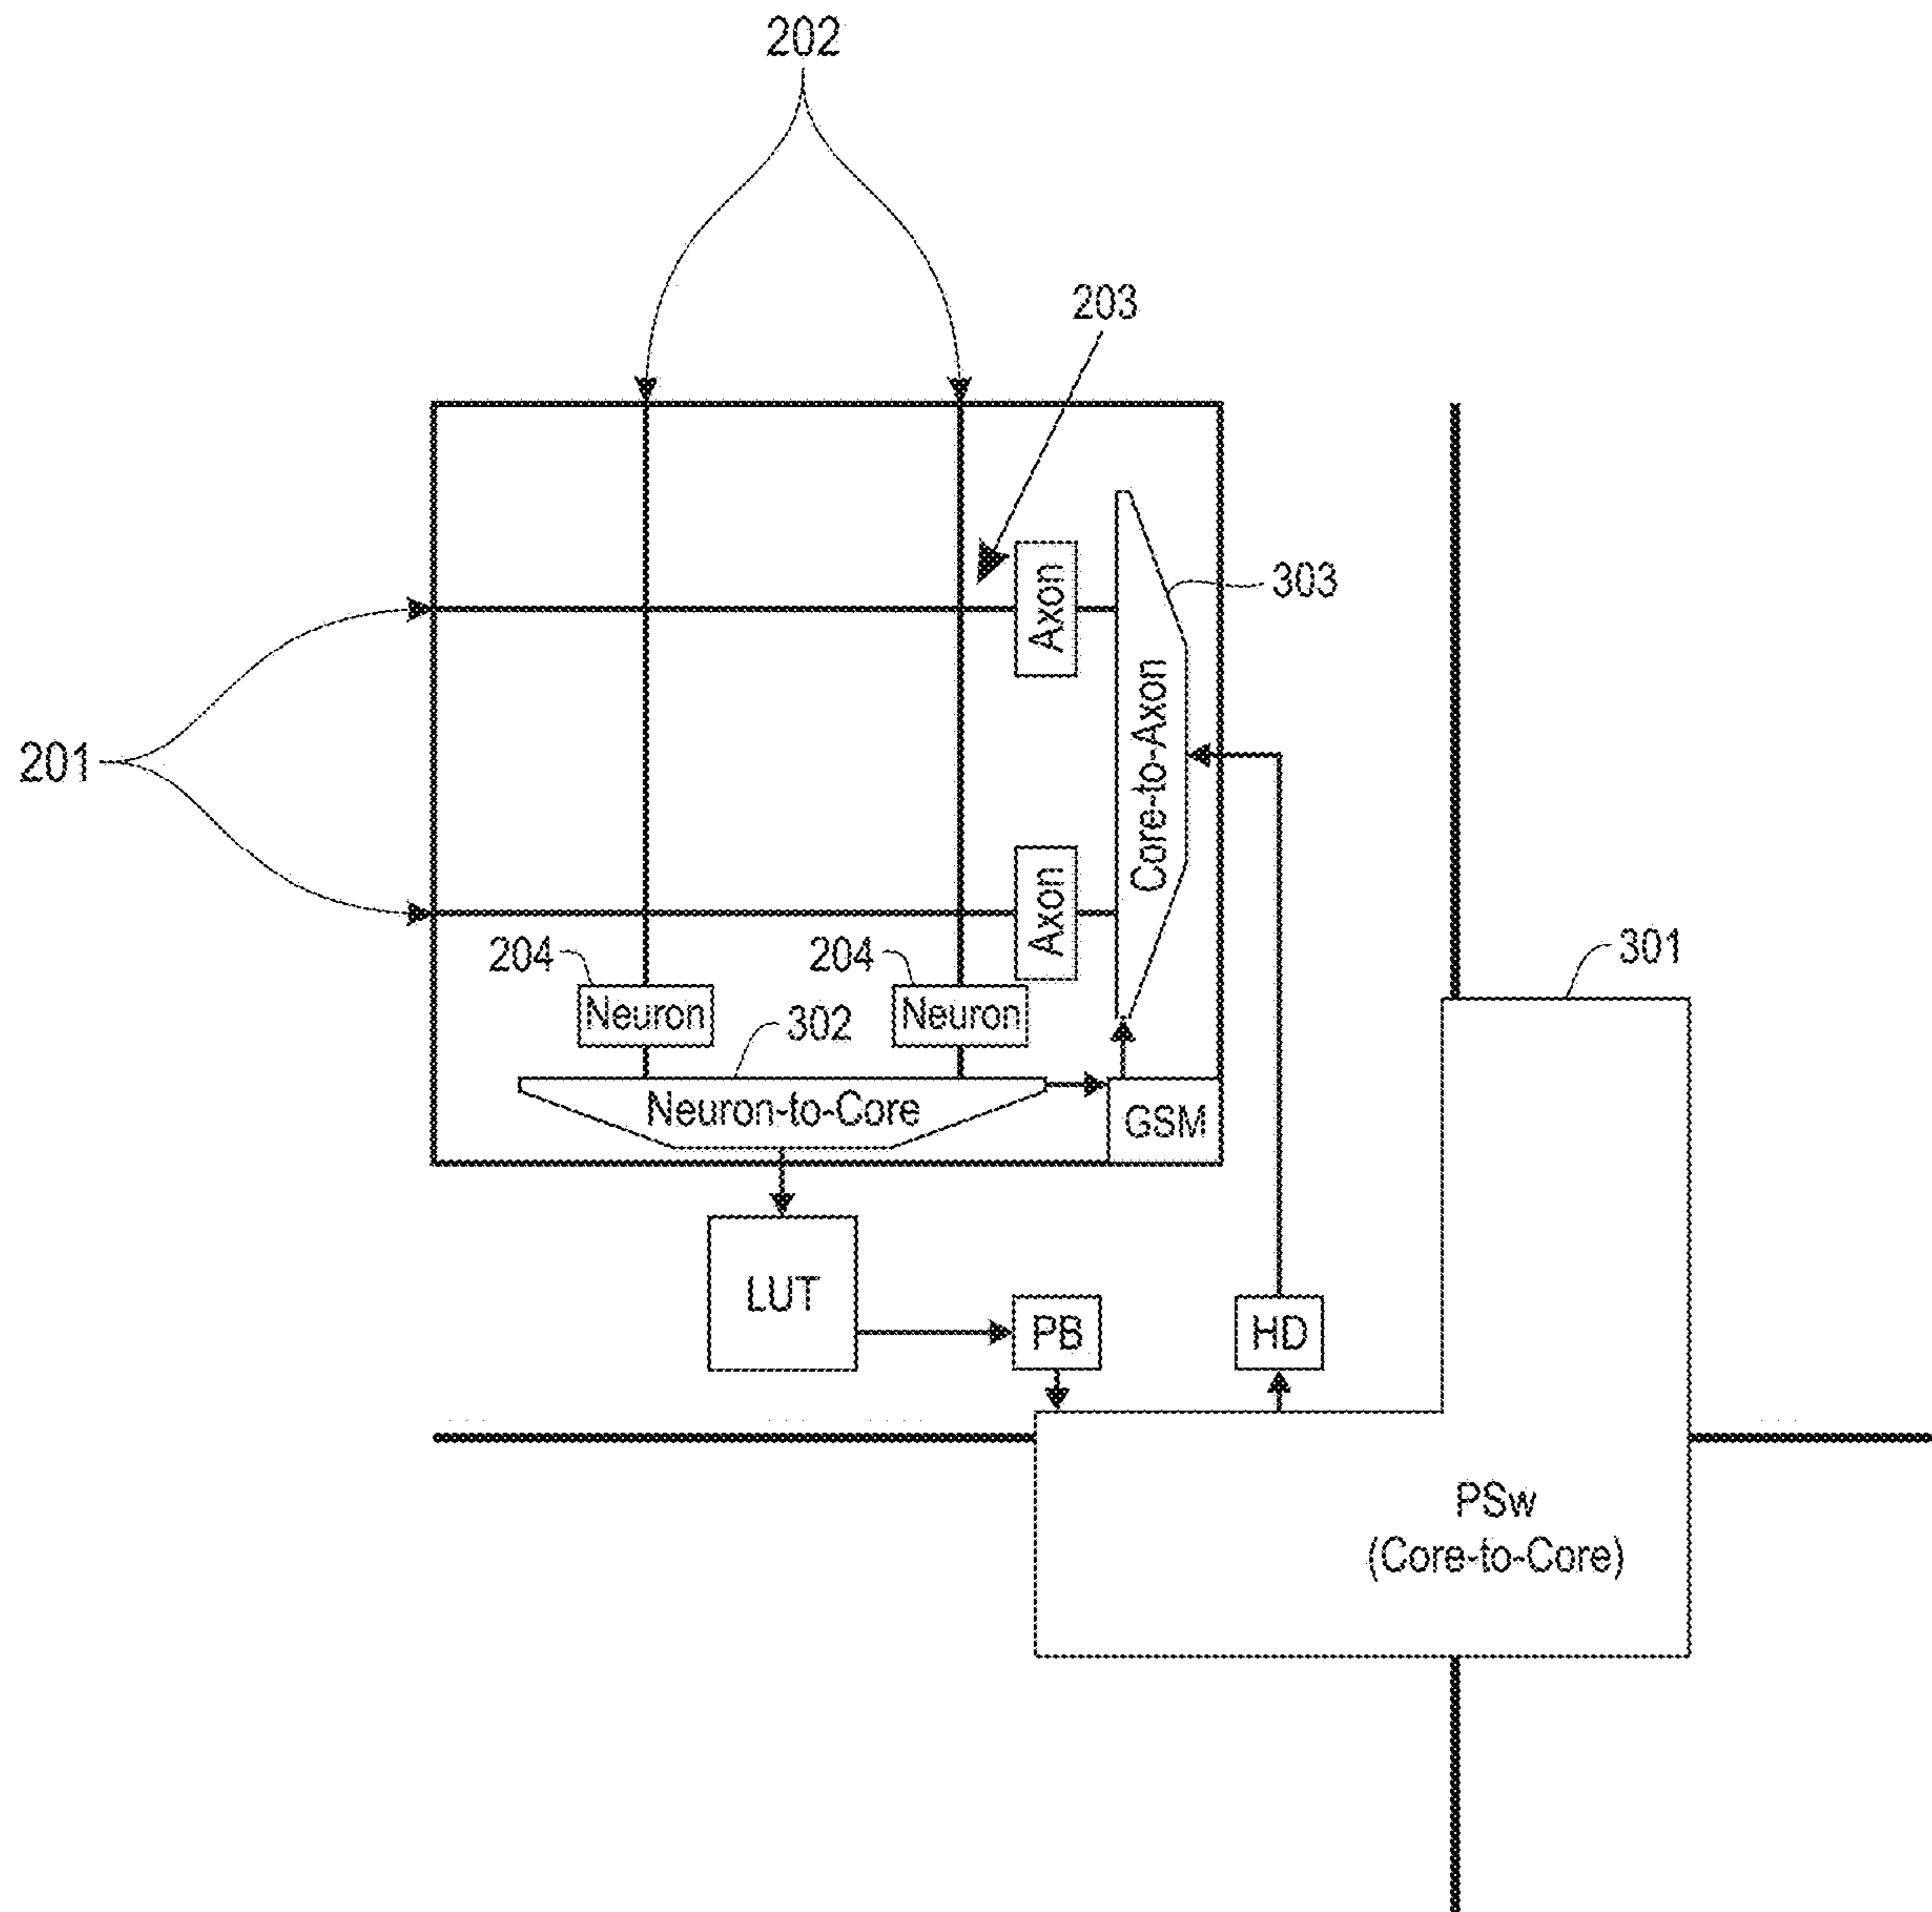 202
203
Axon
303
Core-to-Axon
201
Axon
204
204
301
Neuron
302
Neuron
Neuron-to-Core
GSM
LUT
PB
HD
PSw
(Core-to-Core)